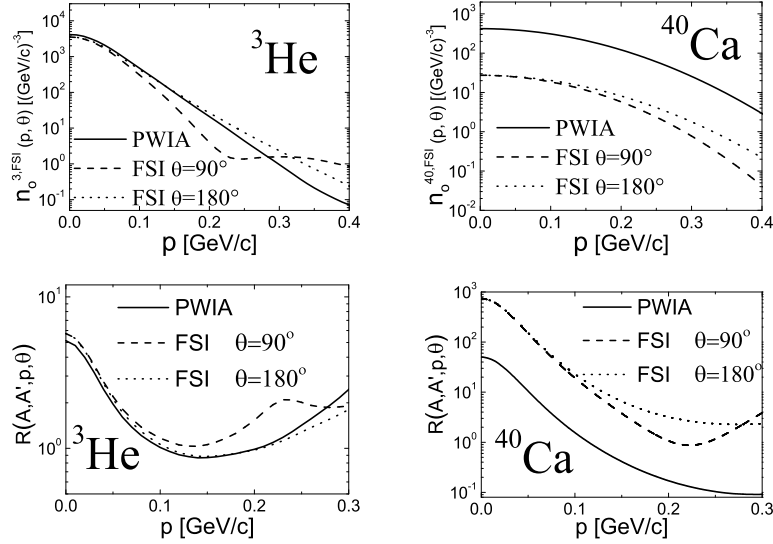 n₀^3,FSI (p, θ) [(GeV/c)^-3]
10^4
10^3
10^2
10^1
10^0
10^-1
³He
PWIA
FSI θ=90°
FSI θ=180°
0.0 0.1 0.2 0.3 0.4
p [GeV/c]
n₀^40,FSI (p, θ) [(GeV/c)^-3]
10^3
10^2
10^1
10^0
10^-1
10^-2
⁴⁰Ca
PWIA
FSI θ=90°
FSI θ=180°
0.0 0.1 0.2 0.3 0.4
p [GeV/c]
R(A,A',p,θ)
10^1
10^0
PWIA
FSI θ=90°
FSI θ=180°
³He
0.0 0.1 0.2 0.3
p [GeV/c]
R(A,A',p,θ)
10^3
10^2
10^1
10^0
10^-1
PWIA
FSI θ=90°
FSI θ=180°
⁴⁰Ca
0.0 0.1 0.2 0.3
p [GeV/c]